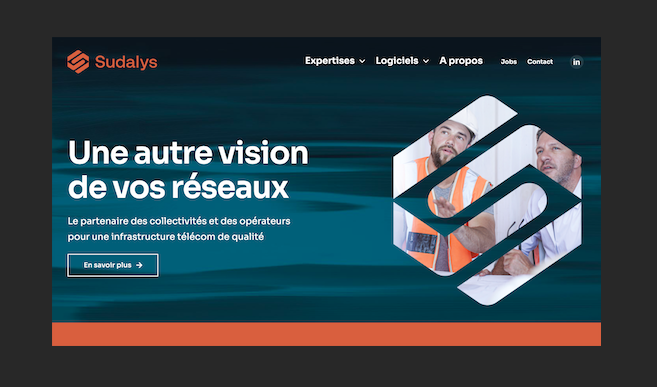 Sudalys
Expertises Logiciels A propos Jobs Contact in
Une autre vision
de vos réseaux
Le partenaire des collectivités et des opérateurs
pour une infrastructure télécom de qualité
En savoir plus →